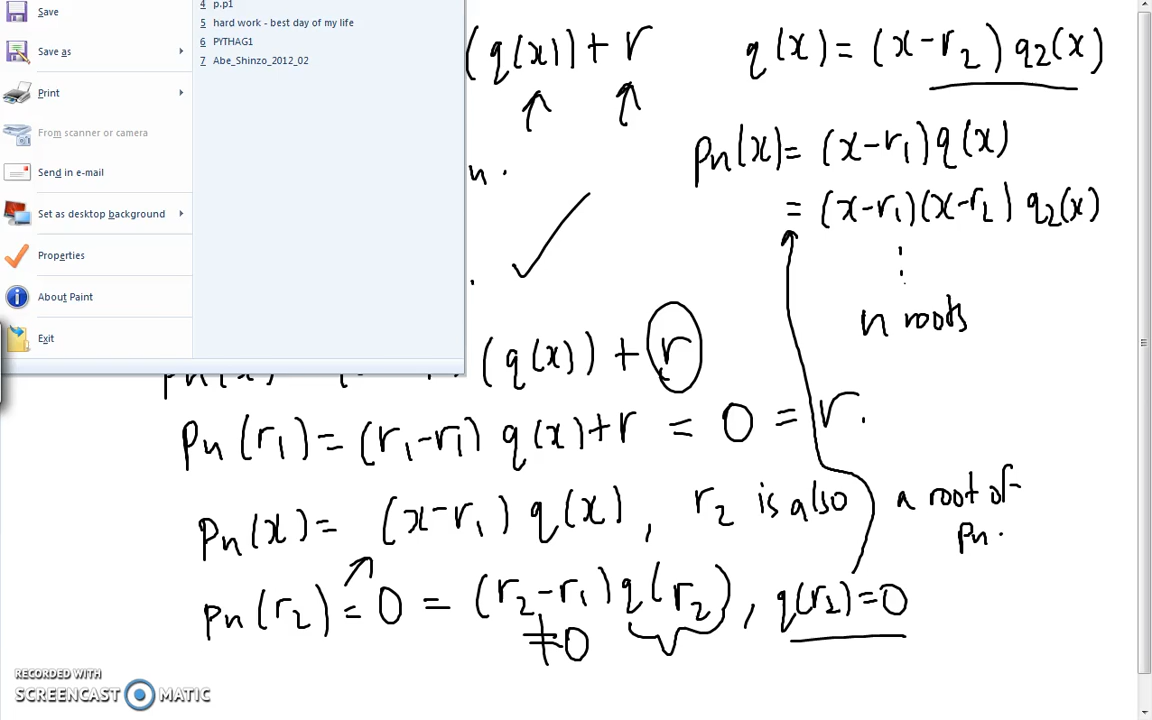 Save
Save as
Print
From scanner or camera
Send in e-mail
Set as desktop background
Properties
About Paint
Exit
4 p.p1
5 hard work - best day of my life
6 PYTHAG1
7 Abe_Shinzo_2012_02
(q(x)) + r
n.
q(x) = (x-r2) q2(x)
pn(x) = (x-r1) q(x)
= (x-r1)(x-r2) q2(x)
⋮
n roots
(q(x)) + r
pn(r1) = (r1-r1) q(x) + r = 0 = r.
pn(x) = (x-r1) q(x), r2 is also a root of pn.
pn(r2) = 0 = (r2-r1) q(r2), q(r2) = 0
≠0
RECORDED WITH
SCREENCAST MATIC